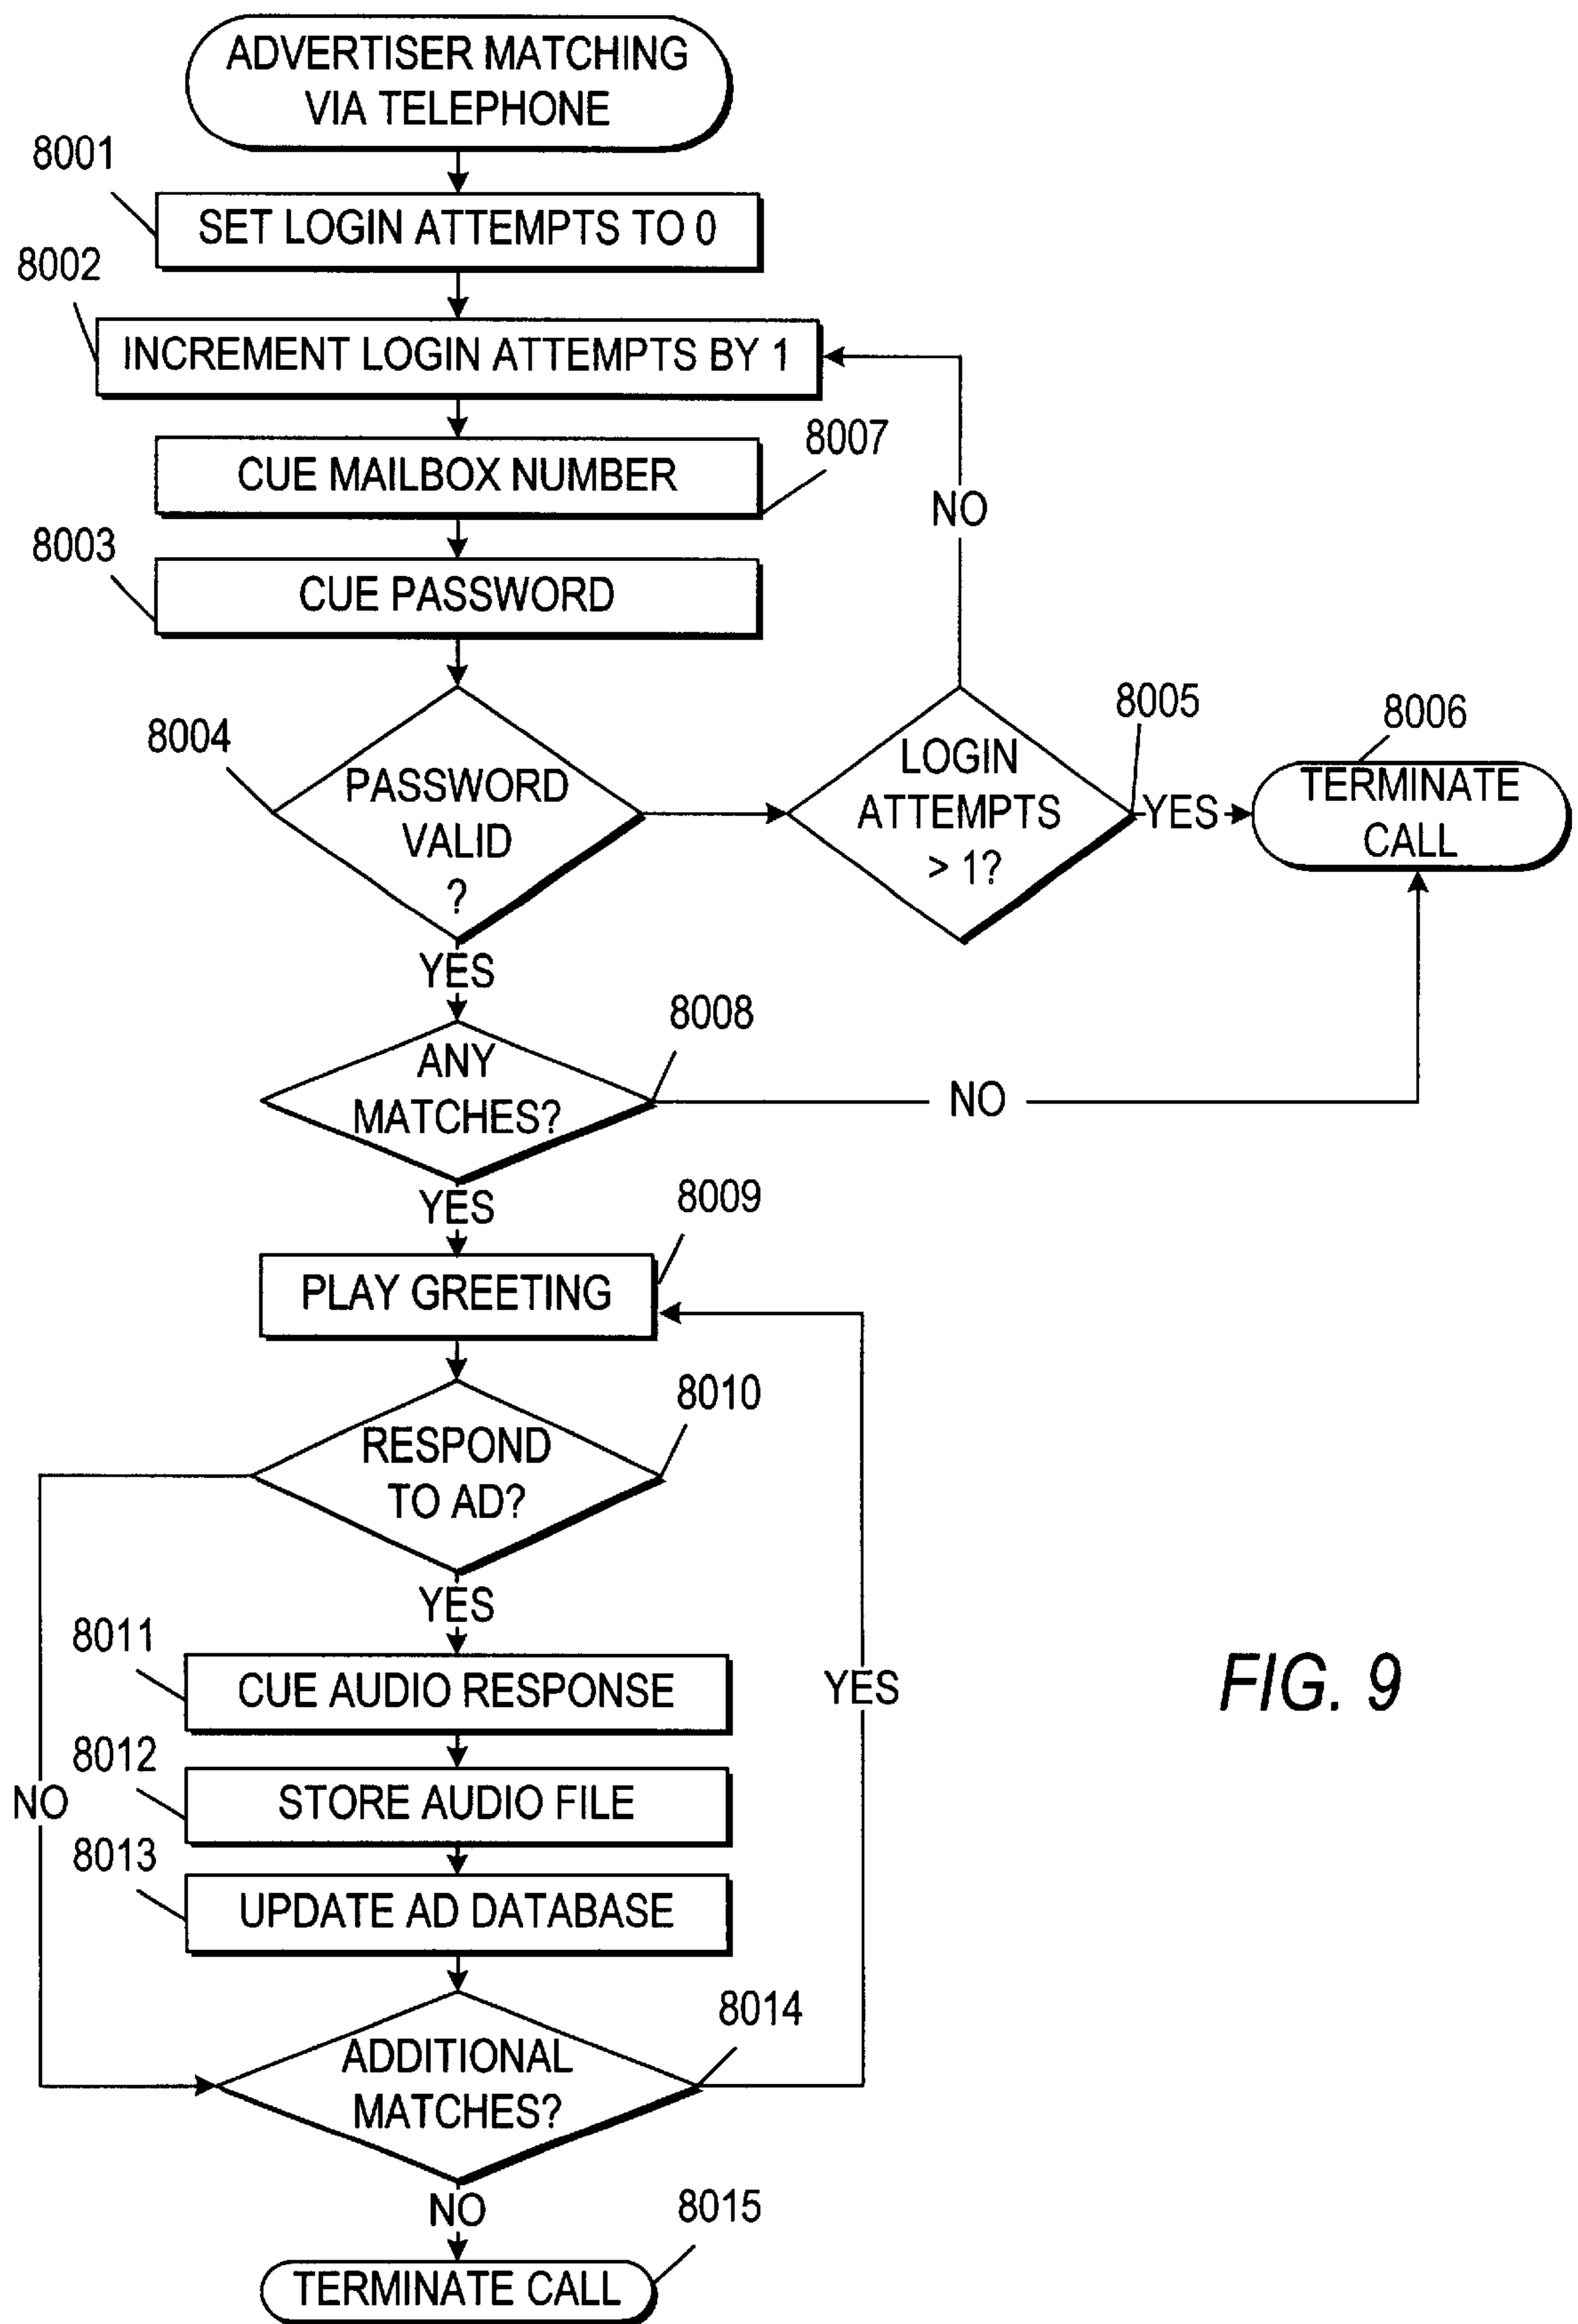 ADVERTISER MATCHING
VIA TELEPHONE
8001
SET LOGIN ATTEMPTS TO 0
8002
INCREMENT LOGIN ATTEMPTS BY 1
CUE MAILBOX NUMBER
8007
NO
8003
CUE PASSWORD
8004
PASSWORD
VALID
?
LOGIN
ATTEMPTS
> 1?
8005
YES
8006
TERMINATE
CALL
YES
8008
ANY
MATCHES?
NO
YES
8009
PLAY GREETING
8010
RESPOND
TO AD?
YES
8011
CUE AUDIO RESPONSE
YES
FIG. 9
8012
STORE AUDIO FILE
NO
8013
UPDATE AD DATABASE
8014
ADDITIONAL
MATCHES?
NO
8015
TERMINATE CALL